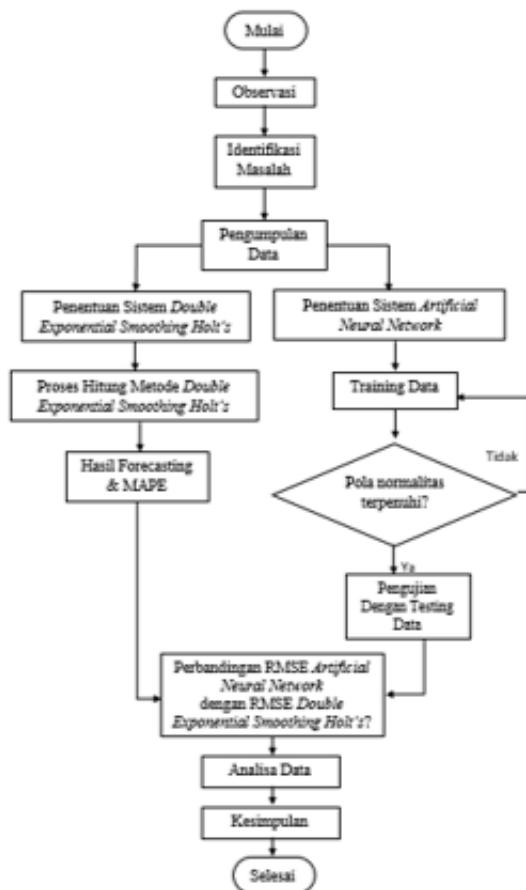 Mulai
Observasi
Identifikasi
Masalah
Pengumpulan
Data
Penentuan Sistem Double
Exponential Smoothing Holt's
Penentuan Sistem Artificial
Neural Network
Proses Hitung Metode Double
Exponential Smoothing Holt's
Training Data
Hasil Forecasting
& MAPE
Pola normalitas
terpenuhi?
Tidak
Ya
Pengujian
Dengan Testing
Data
Perbandingan RMSE Artificial
Neural Network
dengan RMSE Double
Exponential Smoothing Holt's?
Analisa Data
Kesimpulan
Selesai